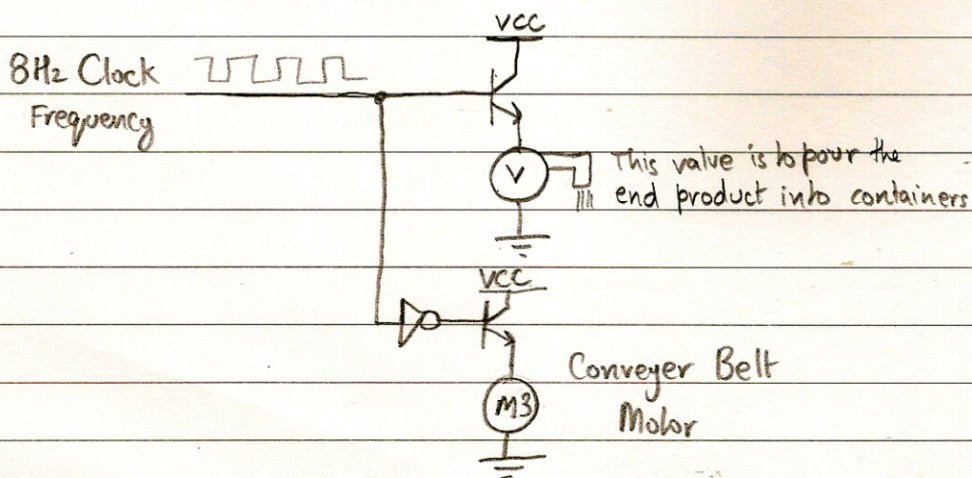 VCC
8Hz Clock
Frequency
V
This value is to pour the
end product into containers
VCC
M3
Conveyer Belt
Motor